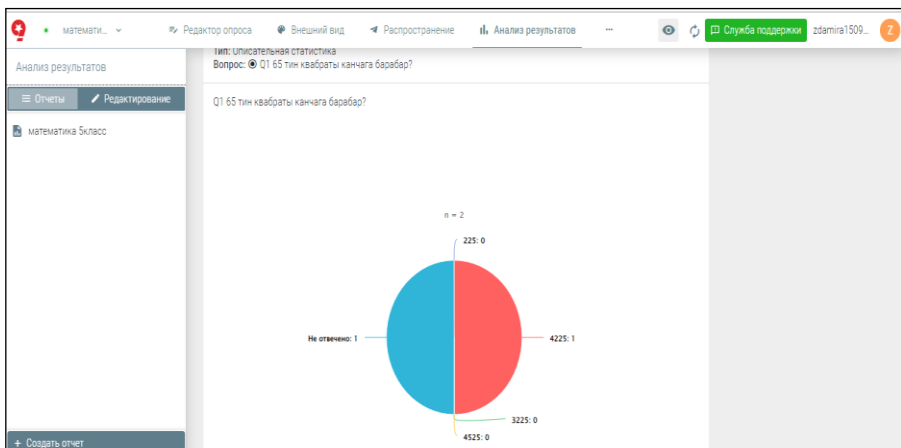 математи...
Редактор опроса
Внешний вид
Распространение
Анализ результатов
...
Служба поддержки
zdamira1509...
Z
Анализ результатов
Отчеты
Редактирование
математика 5класс
+ Создать отчет
Тип: Описательная статистика
Вопрос: Q1 65 тин квабраты канчага барабар?
Q1 65 тин квабраты канчага барабар?
n = 2
225: 0
Не отвечено: 1
4225: 1
3225: 0
4525: 0